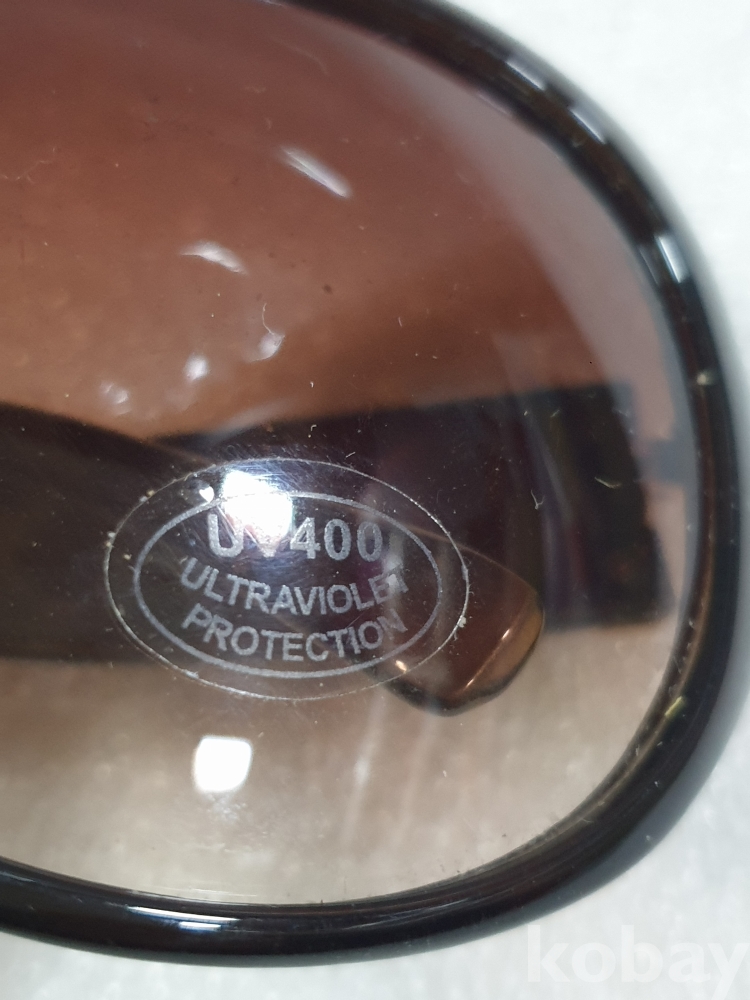 UV400
ULTRAVIOLET
PROTECTION
kobay